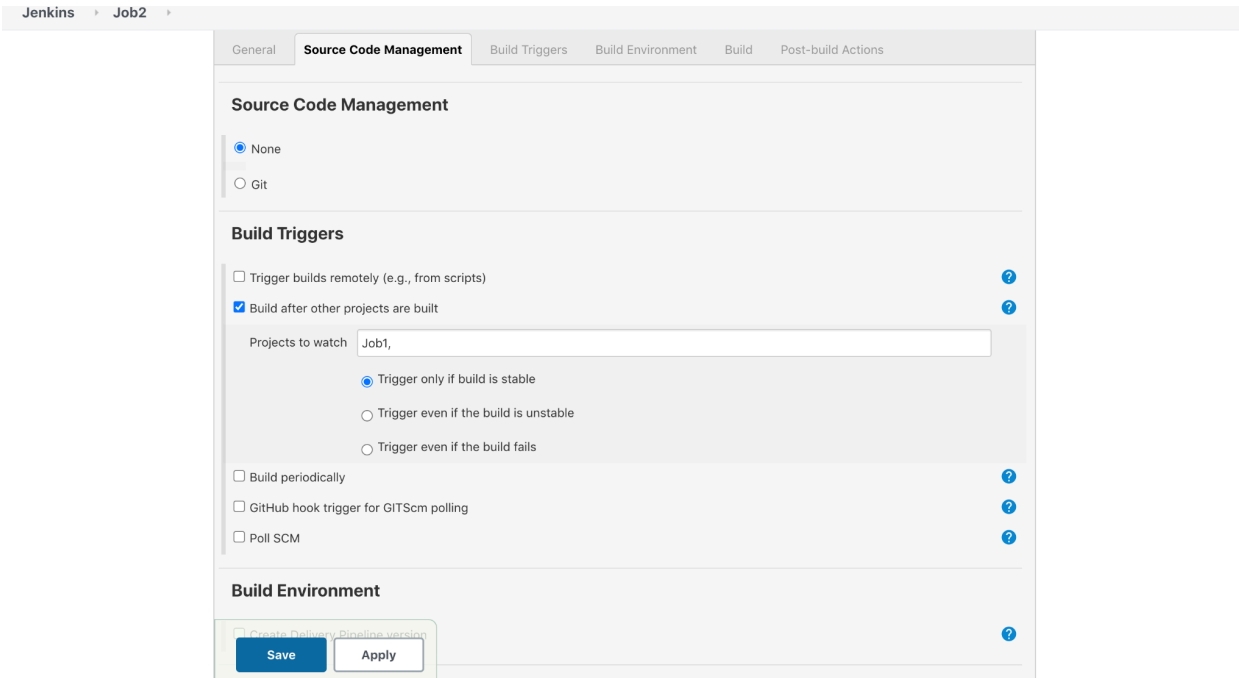 Jenkins Job2
General Source Code Management Build Triggers Build Environment Build Post-build Actions
Source Code Management
None
Git
Build Triggers
Trigger builds remotely (e.g., from scripts) ?
Build after other projects are built ?
Projects to watch Job1,
Trigger only if build is stable
Trigger even if the build is unstable
Trigger even if the build fails
Build periodically ?
GitHub hook trigger for GITScm polling ?
Poll SCM ?
Build Environment
Create Delivery Pipeline version ?
Save Apply